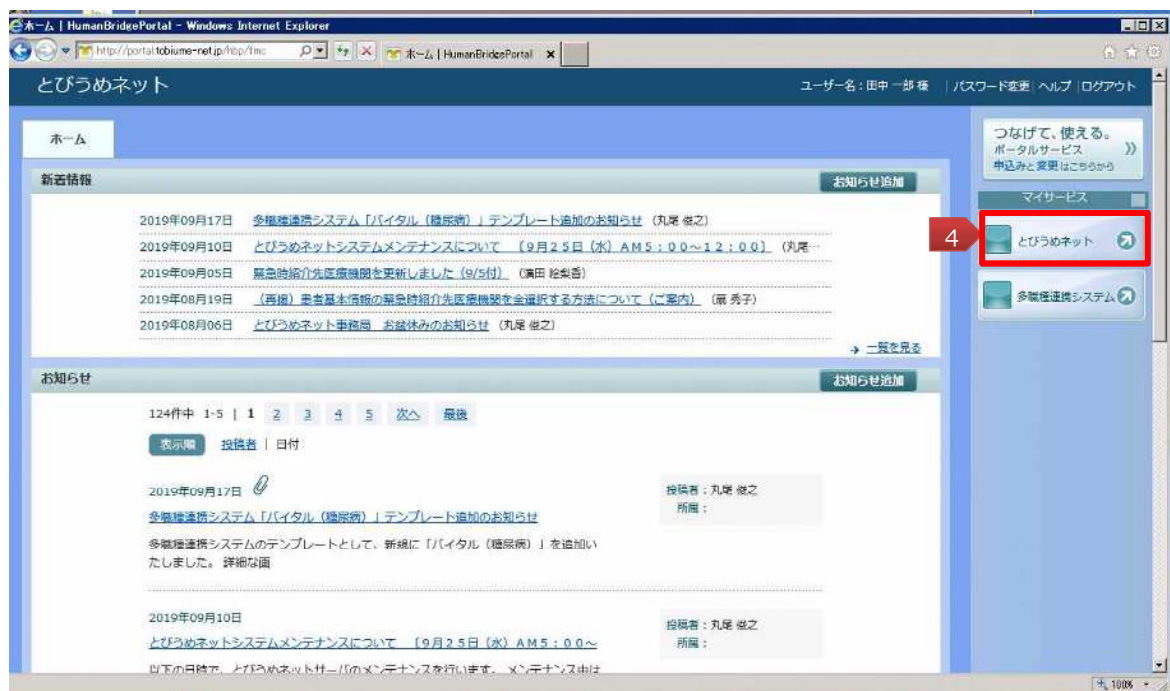 ホーム | HumanBridgePortal - Windows Internet Explorer
http://portal.tobiume-net.jp/hbp/fmc
ホーム | HumanBridgePortal
とびうめネット
ユーザー名：田中 一郎 様 | パスワード変更 | ヘルプ | ログアウト
ホーム
つなげて、使える。
ポータルサービス
申込みと変更はこちらから
新着情報
お知らせ追加
マイサービス
2019年09月17日 多職種連携システム「バイタル（糖尿病）」テンプレート追加のお知らせ （丸尾 俊之）
4
とびうめネット
2019年09月10日 とびうめネットシステムメンテナンスについて ［9月25日（水）AM5：00～12：00］ （丸尾…
2019年09月05日 緊急時紹介先医療機関を更新しました（9/5付）
2019年08月19日 （再掲）患者基本情報の緊急時紹介先医療機関を全選択する方法について（ご案内）
多職種連携システム
2019年08月06日 とびうめネット事務局 お盆休みのお知らせ （丸尾 俊之）
一覧を見る
お知らせ
お知らせ追加
124件中 1-5 | 1 2 3 4 5 次へ 最後
表示順 投稿者 | 日付
2019年09月17日
投稿者：丸尾 俊之
所属：
多職種連携システム「バイタル（糖尿病）」テンプレート追加のお知らせ
多職種連携システムのテンプレートとして、新規に「バイタル（糖尿病）」を追加い
たしました。 詳細な画
2019年09月10日
投稿者：丸尾 俊之
所属：
とびうめネットシステムメンテナンスについて ［9月25日（水）AM5：00～
以下の日時で、とびうめネットサーバのメンテナンスを行います。 メンテナンス中は
100%